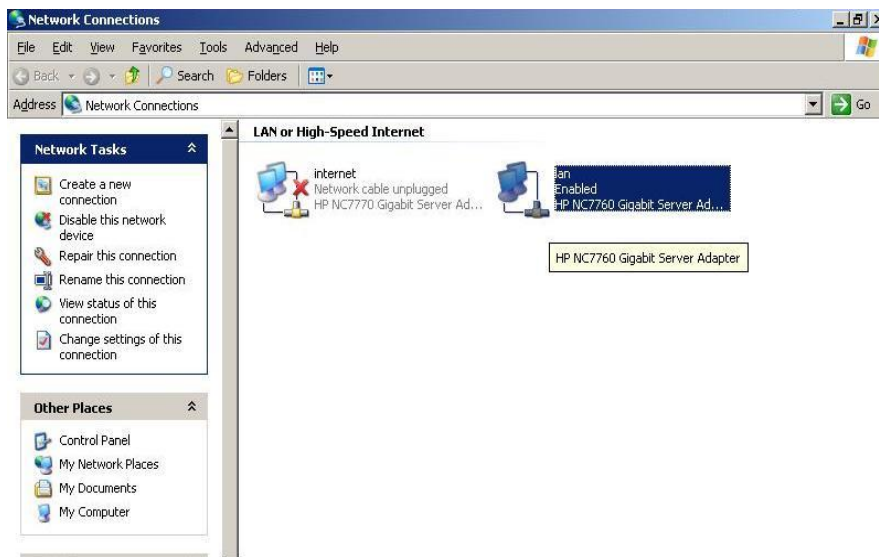 Network Connections
File Edit View Favorites Tools Advanced Help
Back Search Folders
Address Network Connections Go
Network Tasks
Create a new
connection
Disable this network
device
Repair this connection
Rename this connection
View status of this
connection
Change settings of this
connection
Other Places
Control Panel
My Network Places
My Documents
My Computer
LAN or High-Speed Internet
internet
Network cable unplugged
HP NC7770 Gigabit Server Ad...
lan
Enabled
HP NC7760 Gigabit Server Ad...
HP NC7760 Gigabit Server Adapter